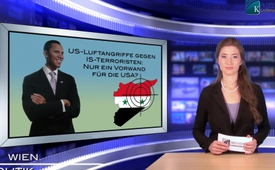 US-Luftangriffe gegen
IS-Terroristen:
Nur ein Vorwand
für die USA?
WIEN